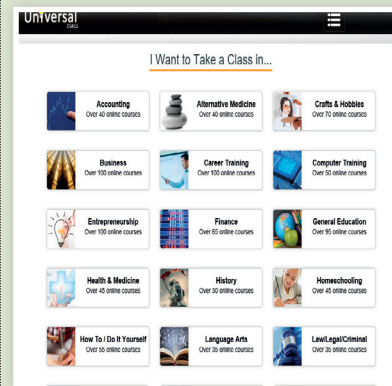 Universal
class
I Want to Take a Class in...
Accounting
Over 40 online courses
Alternative Medicine
Over 40 online courses
Crafts & Hobbies
Over 70 online courses
Business
Over 100 online courses
Career Training
Over 100 online courses
Computer Training
Over 50 online courses
Entrepreneurship
Over 100 online courses
Finance
Over 65 online courses
General Education
Over 95 online courses
Health & Medicine
Over 45 online courses
History
Over 30 online courses
Homeschooling
Over 45 online courses
How To / Do It Yourself
Over 55 online courses
Language Arts
Over 35 online courses
Law/Legal/Criminal
Over 35 online courses